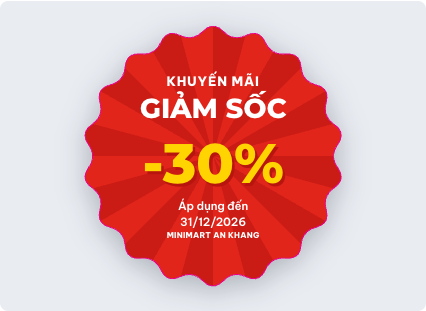 KHUYẾN MÃI
GIẢM SỐC
-30%
Áp dụng đến
31/12/2026
MINIMART AN KHANG